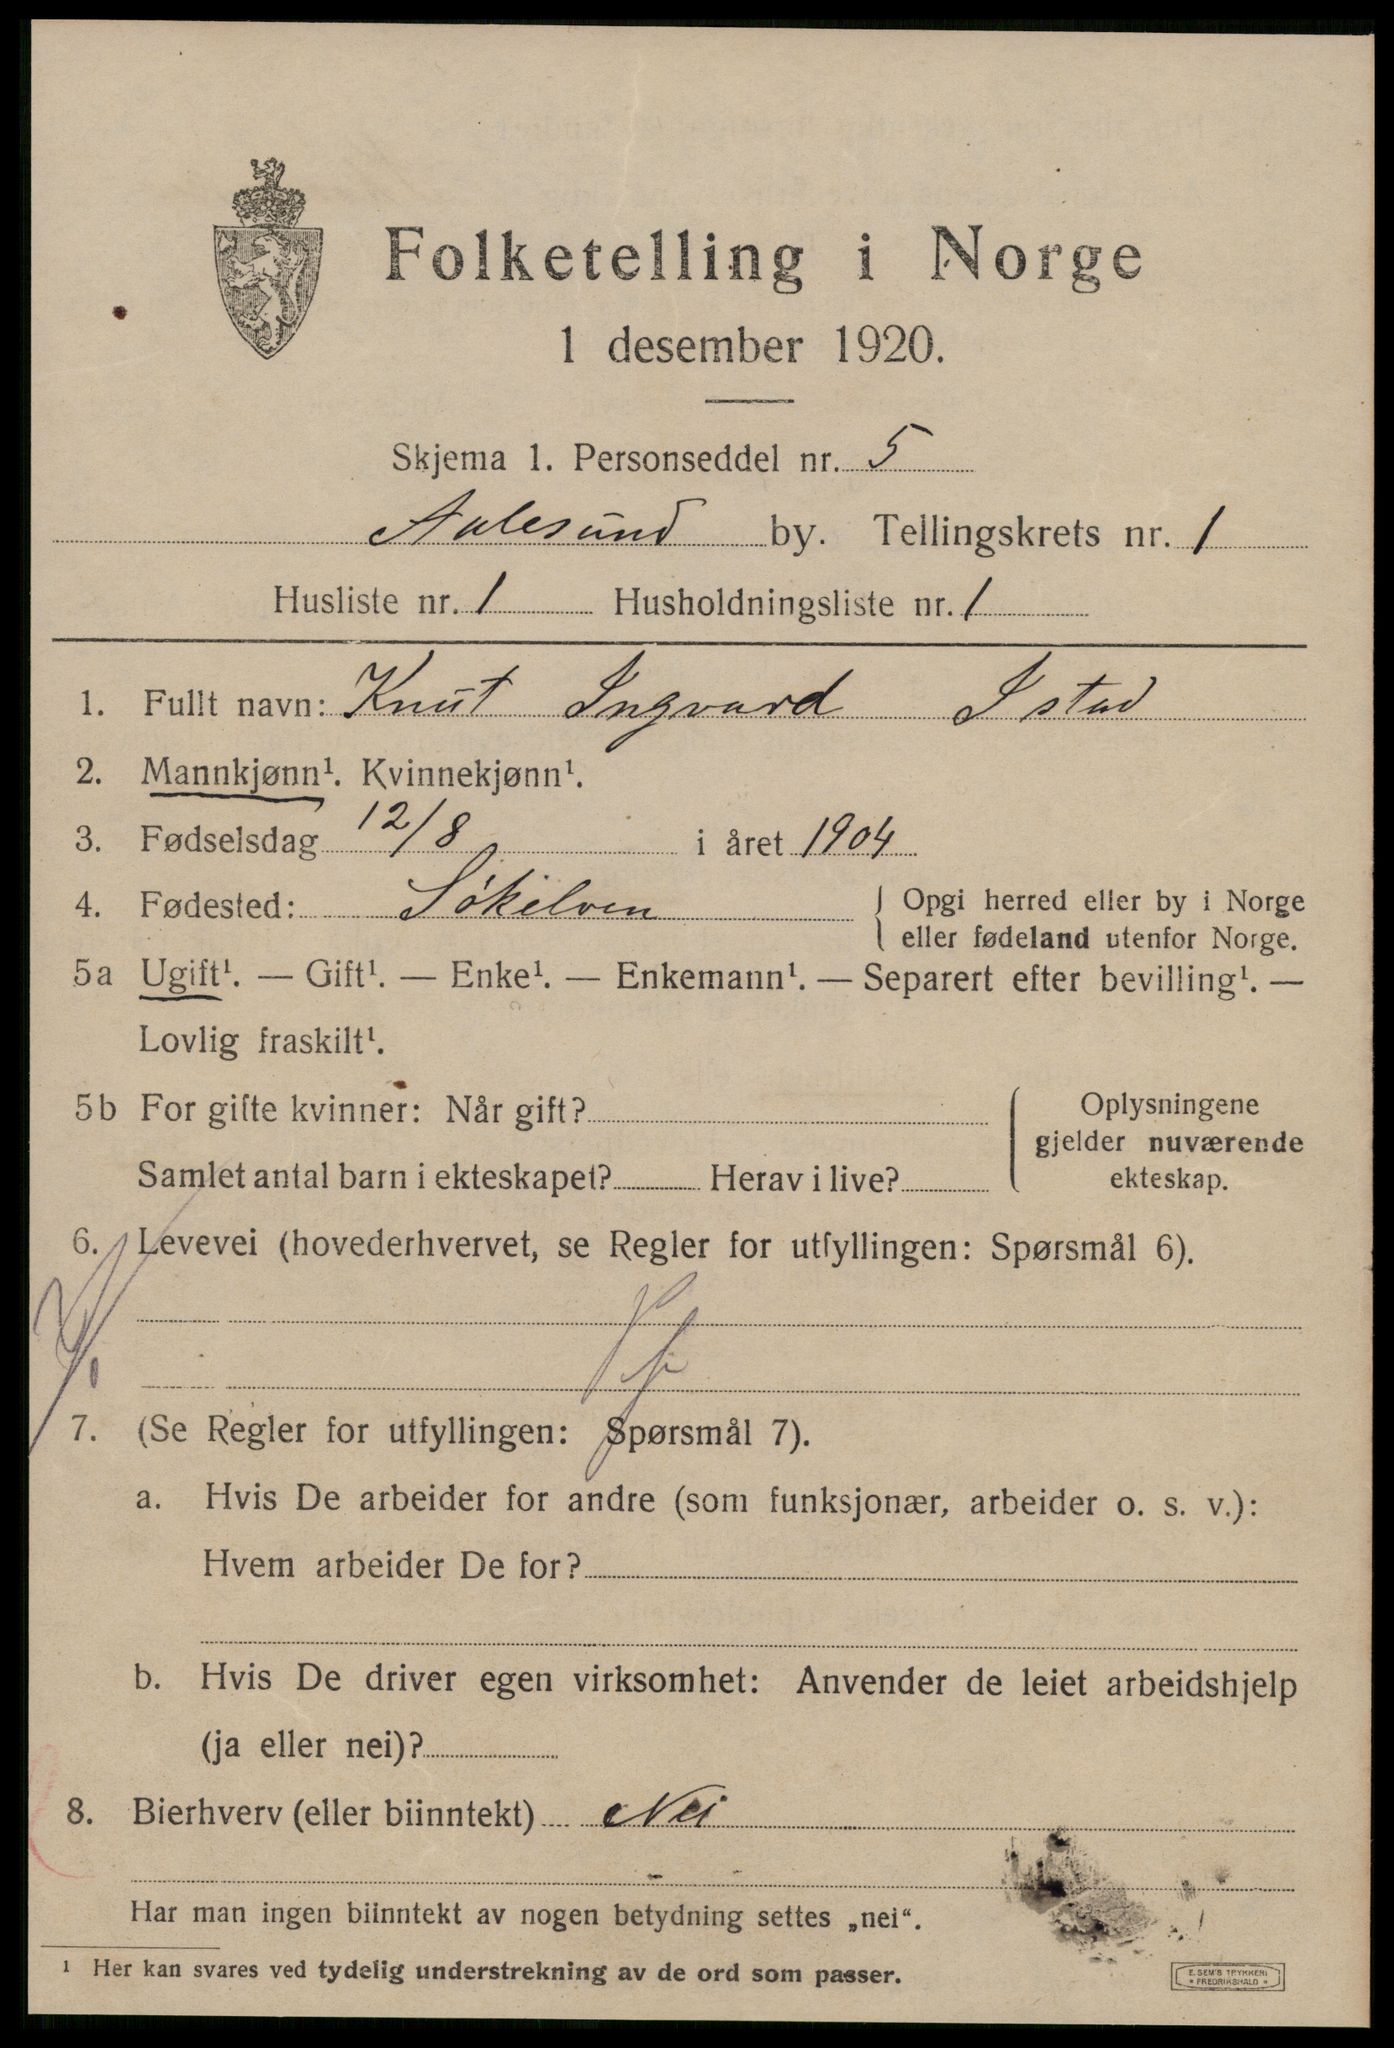 Folketelling i Norge
1 desember 1920.
Skjema 1. Personseddel nr. 5
Aalesund by. Tellingskrets nr. 1
Husliste nr. 1 Husholdningsliste nr. 1
1. Fullt navn: Knut Ingvard Istad
2. Mannkjønn¹. Kvinnekjønn¹.
3. Fødselsdag 12/8 i året 1904
4. Fødested: Søkelven { Opgi herred eller by i Norge
eller fødeland utenfor Norge.
5a Ugift¹. — Gift¹. — Enke¹. — Enkemann¹. — Separert efter bevilling¹. —
Lovlig fraskilt¹.
5b For gifte kvinner: Når gift? { Oplysningene
gjelder nuværende
Samlet antal barn i ekteskapet? Herav i live? ekteskap.
6. Levevei (hovederhvervet, se Regler for utfyllingen: Spørsmål 6).
7. (Se Regler for utfyllingen: Spørsmål 7).
a. Hvis De arbeider for andre (som funksjonær, arbeider o. s. v.):
Hvem arbeider De for?
b. Hvis De driver egen virksomhet: Anvender de leiet arbeidshjelp
(ja eller nei)?
8. Bierhverv (eller biinntekt) Nei
Har man ingen biinntekt av nogen betydning settes „nei“.
¹ Her kan svares ved tydelig understrekning av de ord som passer.
E. SEM'S TRYKKERI
• FREDRIKSHALD •